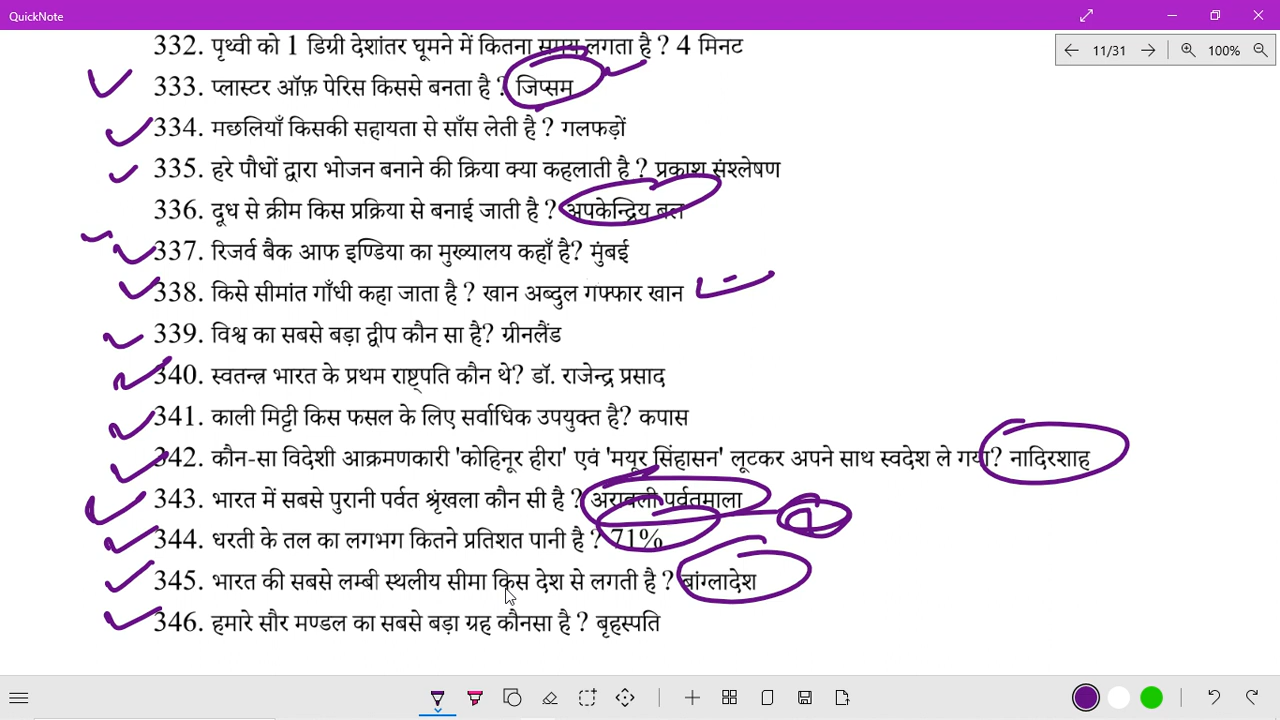 QuickNote
11/31
100%
332. पृथ्वी को 1 डिग्री देशांतर घूमने में कितना समय लगता है ? 4 मिनट
333. प्लास्टर ऑफ़ पेरिस किससे बनता है ? जिप्सम
334. मछलियाँ किसकी सहायता से साँस लेती है ? गलफड़ों
335. हरे पौधों द्वारा भोजन बनाने की क्रिया क्या कहलाती है ? प्रकाश संश्लेषण
336. दूध से क्रीम किस प्रक्रिया से बनाई जाती है ? अपकेन्द्रिय बल
337. रिजर्व बैक आफ इण्डिया का मुख्यालय कहाँ है? मुंबई
338. किसे सीमांत गाँधी कहा जाता है ? खान अब्दुल गफ्फार खान
339. विश्व का सबसे बड़ा द्वीप कौन सा है? ग्रीनलैंड
340. स्वतन्त्र भारत के प्रथम राष्ट्पति कौन थे? डॉ. राजेन्द्र प्रसाद
341. काली मिट्टी किस फसल के लिए सर्वाधिक उपयुक्त है? कपास
342. कौन-सा विदेशी आक्रमणकारी 'कोहिनूर हीरा' एवं 'मयूर सिंहासन' लूटकर अपने साथ स्वदेश ले गया? नादिरशाह
343. भारत में सबसे पुरानी पर्वत श्रृंखला कौन सी है ? अरावली पर्वतमाला
344. धरती के तल का लगभग कितने प्रतिशत पानी है ? 71%
345. भारत की सबसे लम्बी स्थलीय सीमा किस देश से लगती है ? बांग्लादेश
346. हमारे सौर मण्डल का सबसे बड़ा ग्रह कौनसा है ? बृहस्पति